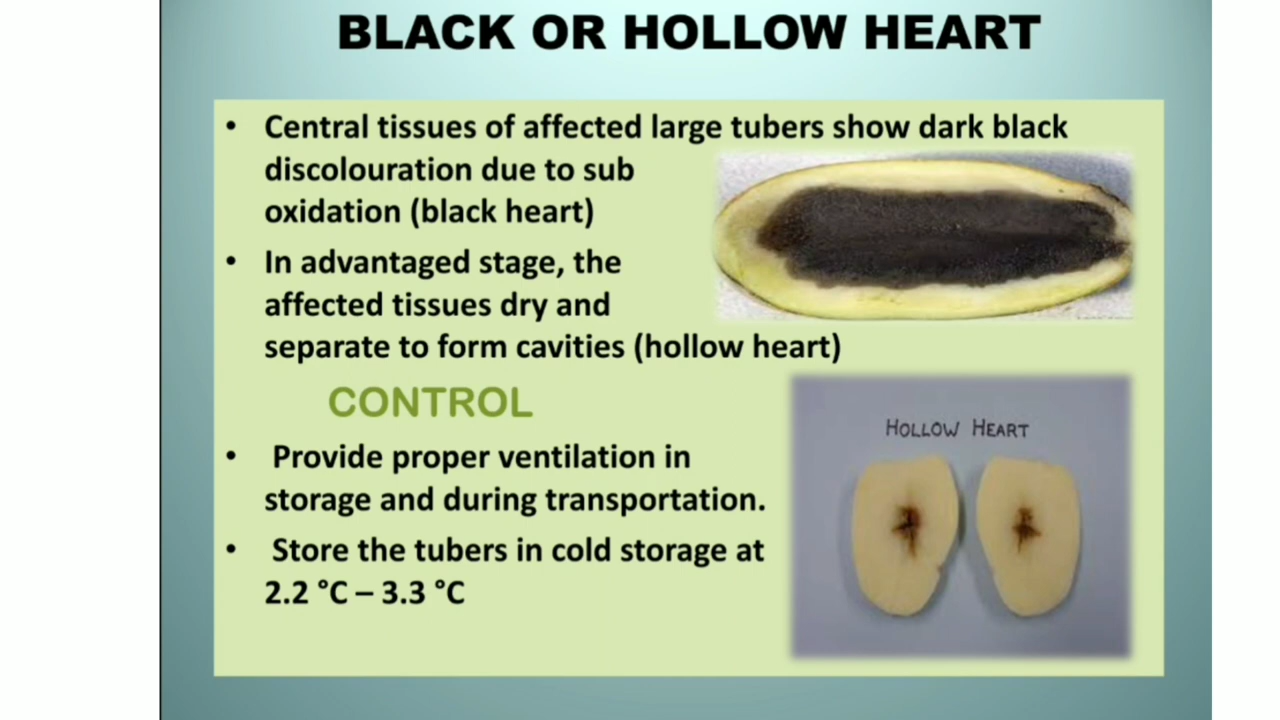 BLACK OR HOLLOW HEART
• Central tissues of affected large tubers show dark black
discolouration due to sub
oxidation (black heart)
• In advantaged stage, the
affected tissues dry and
separate to form cavities (hollow heart)
CONTROL
• Provide proper ventilation in
storage and during transportation.
• Store the tubers in cold storage at
2.2 °C – 3.3 °C
HOLLOW HEART